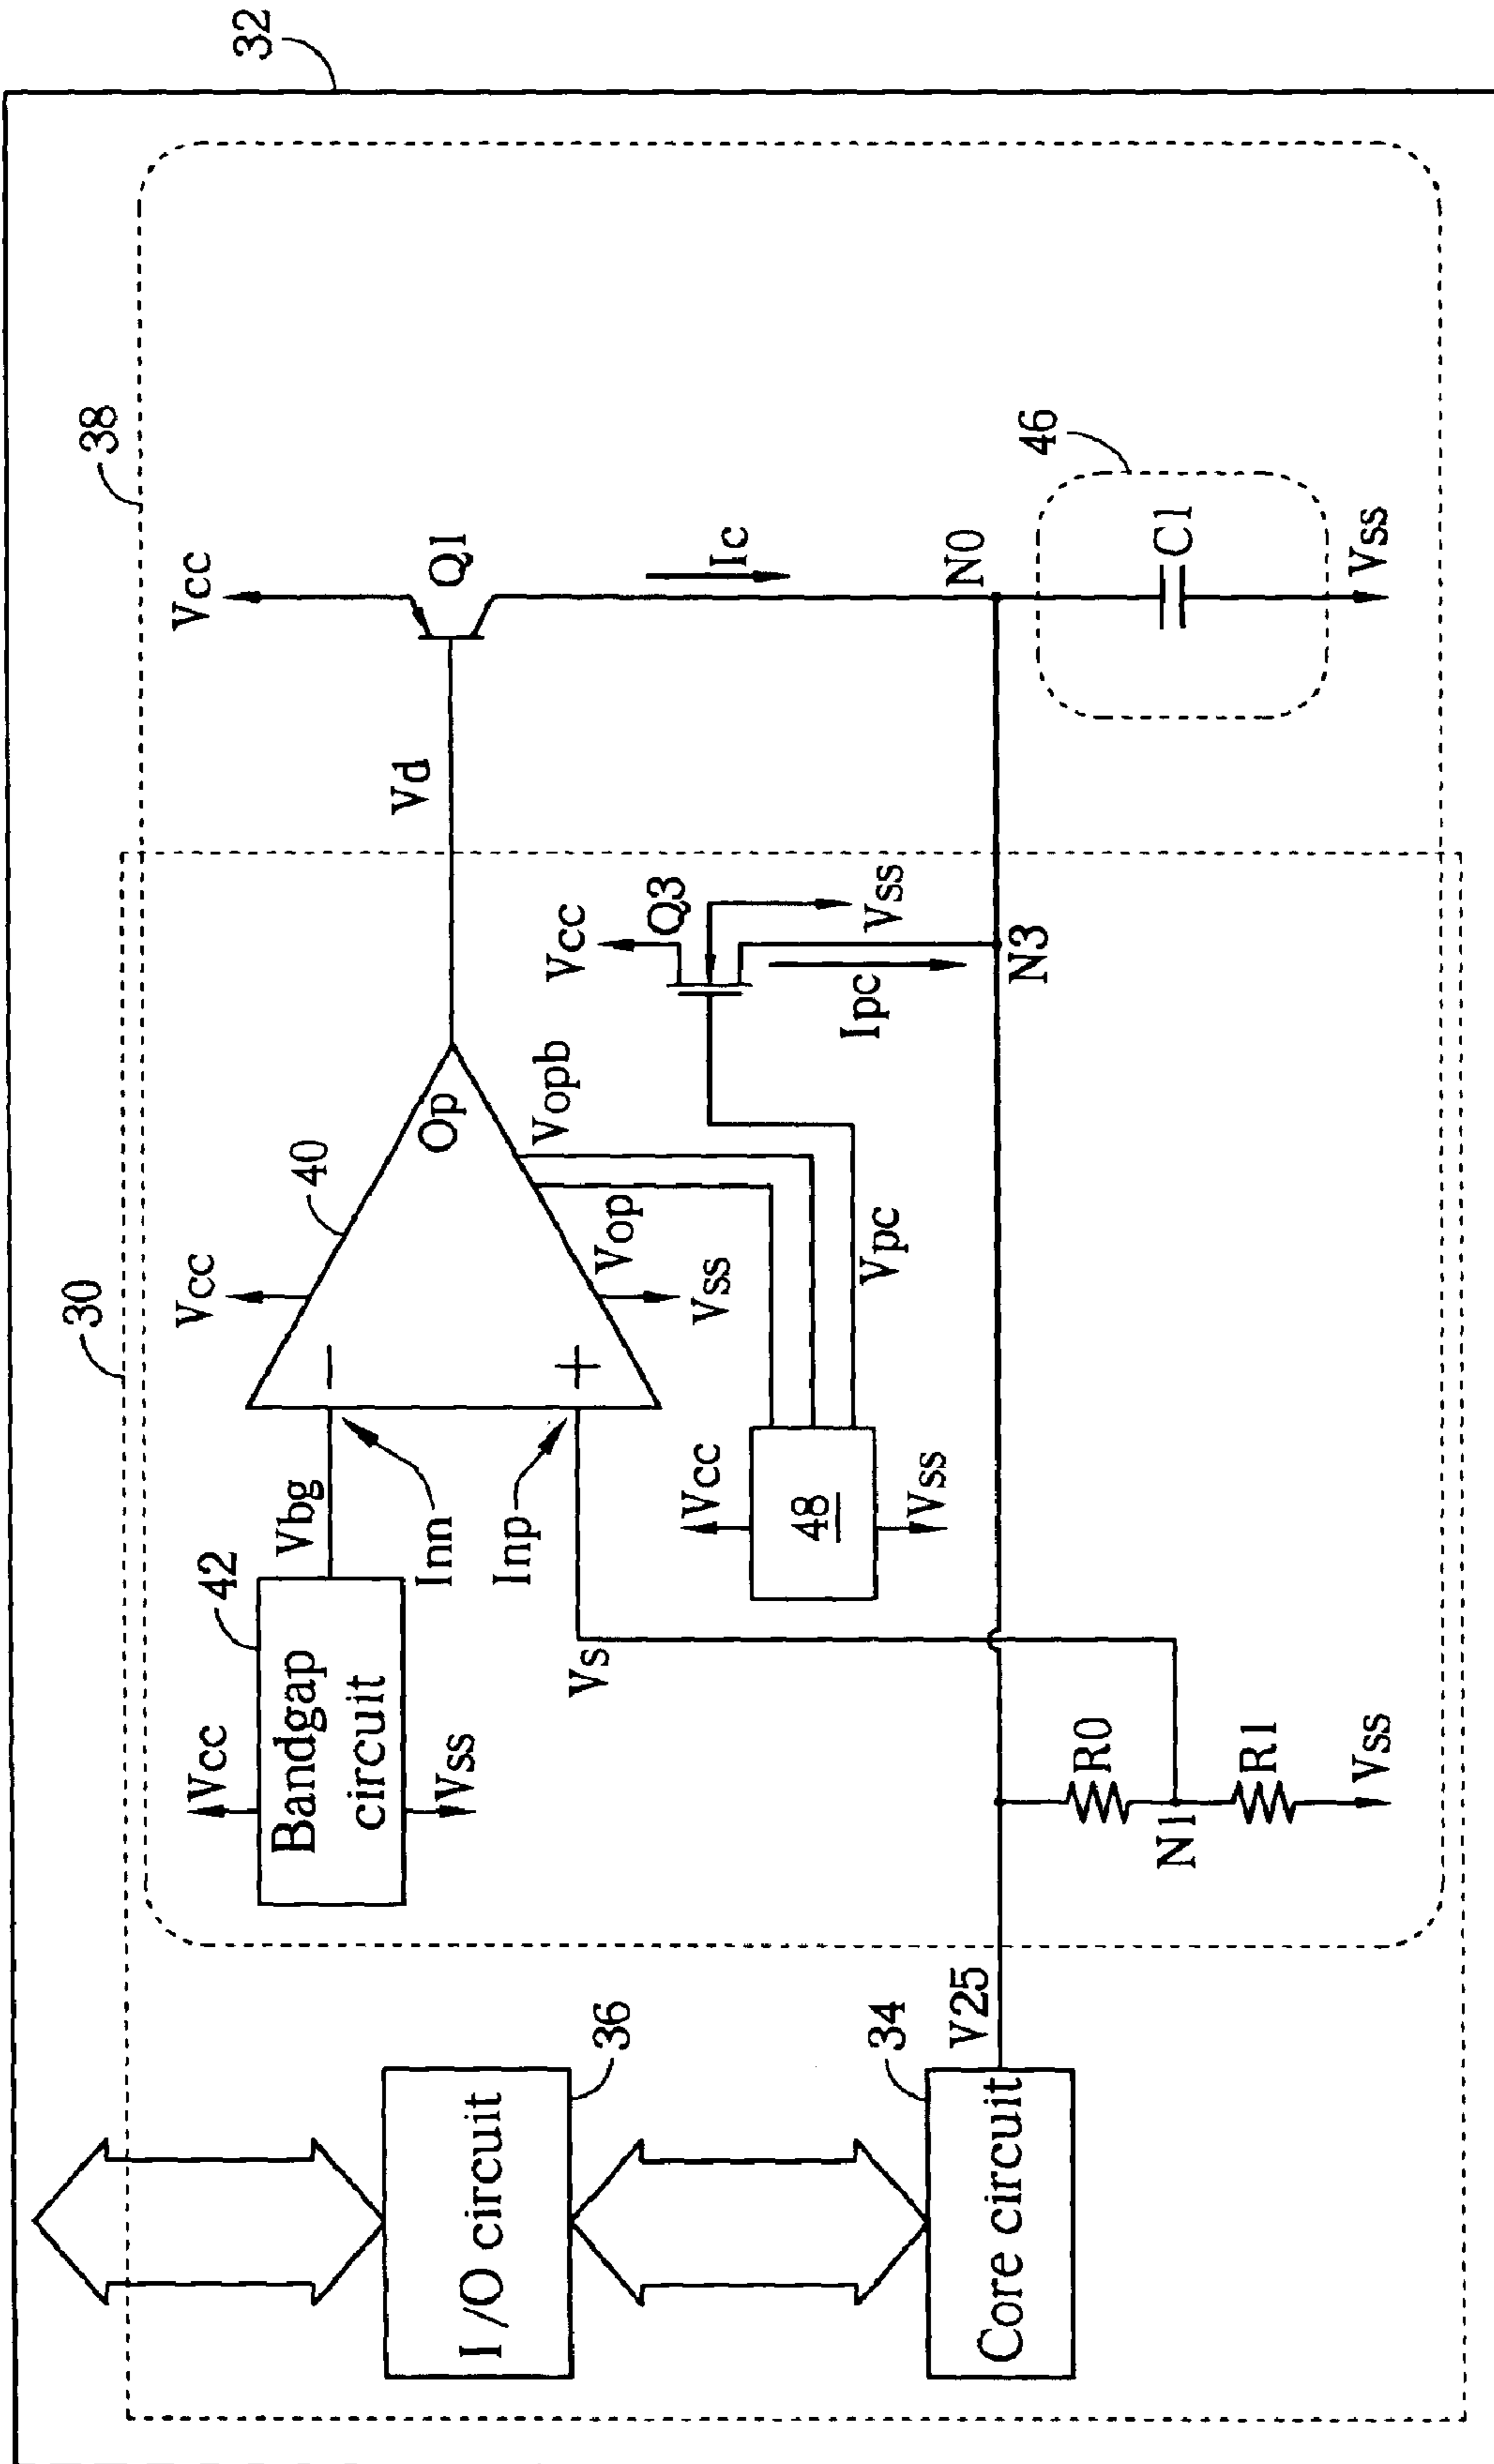 32
38
30
Vcc
Q1
Ic
N0
46
C1
Vss
Vd
Vcc
40
Op
Vopb
Vop
Vss
Vcc
Q3
Vss
Ipc
N3
Vpc
Vcc
48
Vss
Vbg
Inn
Inp
Vs
42
Vcc
Bandgap
circuit
Vss
R0
N1
R1
Vss
V25
36
I/O circuit
34
Core circuit